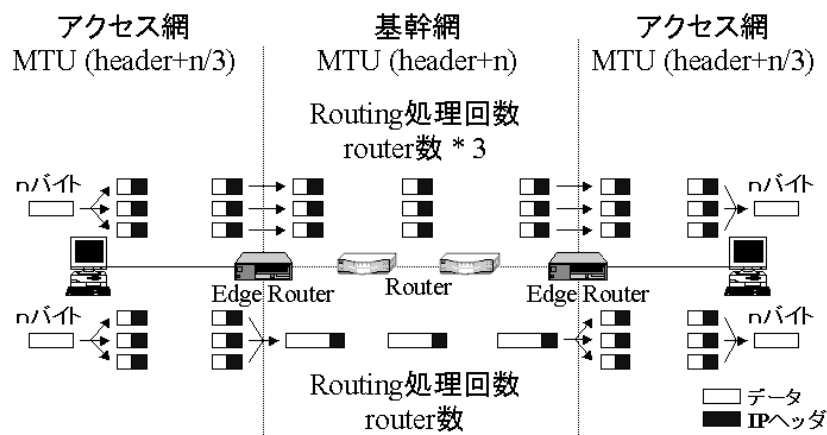 アクセス網
MTU (header+n/3)
基幹網
MTU (header+n)
アクセス網
MTU (header+n/3)
Routing処理回数
router数 * 3
nバイト
nバイト
Edge Router
Router
Edge Router
nバイト
nバイト
Routing処理回数
router数
データ
IPヘッダ